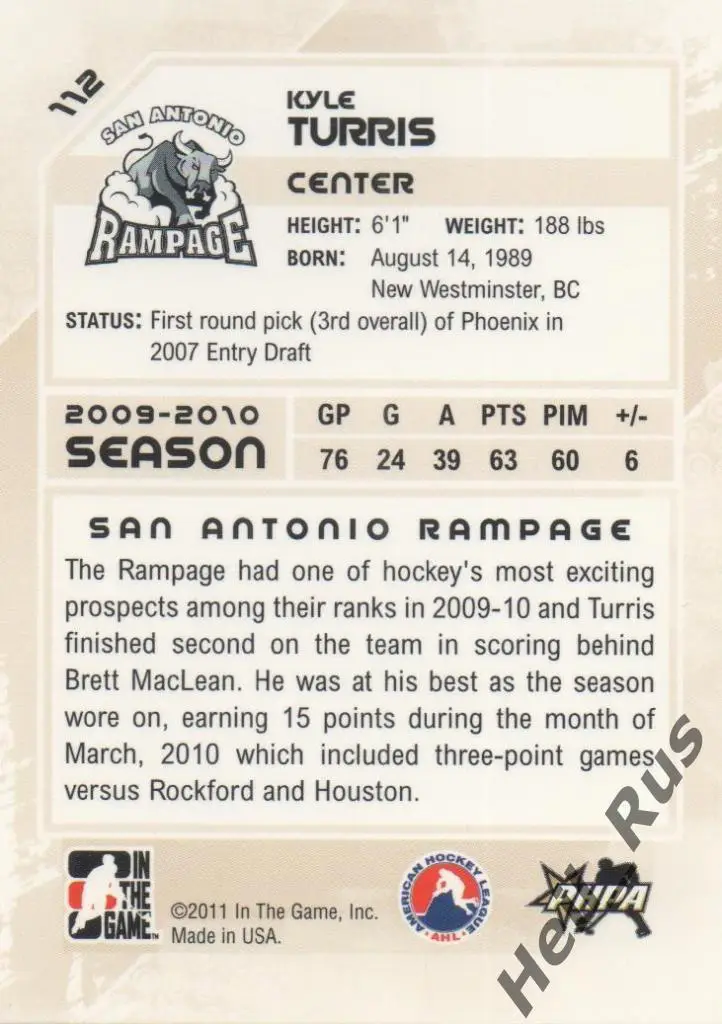 112
SAN ANTONIO
RAMPAGE
KYLE
TURRIS
CENTER
HEIGHT: 6'1" WEIGHT: 188 lbs
BORN: August 14, 1989
New Westminster, BC
STATUS: First round pick (3rd overall) of Phoenix in
2007 Entry Draft
2009-2010
SEASON
GP G A PTS PIM +/-
76 24 39 63 60 6
SAN ANTONIO RAMPAGE
The Rampage had one of hockey's most exciting
prospects among their ranks in 2009-10 and Turris
finished second on the team in scoring behind
Brett MacLean. He was at his best as the season
wore on, earning 15 points during the month of
March, 2010 which included three-point games
versus Rockford and Houston.
IN
THE
GAME
©2011 In The Game, Inc.
Made in USA.
AMERICAN HOCKEY LEAGUE
AHL
PHPA
Rus